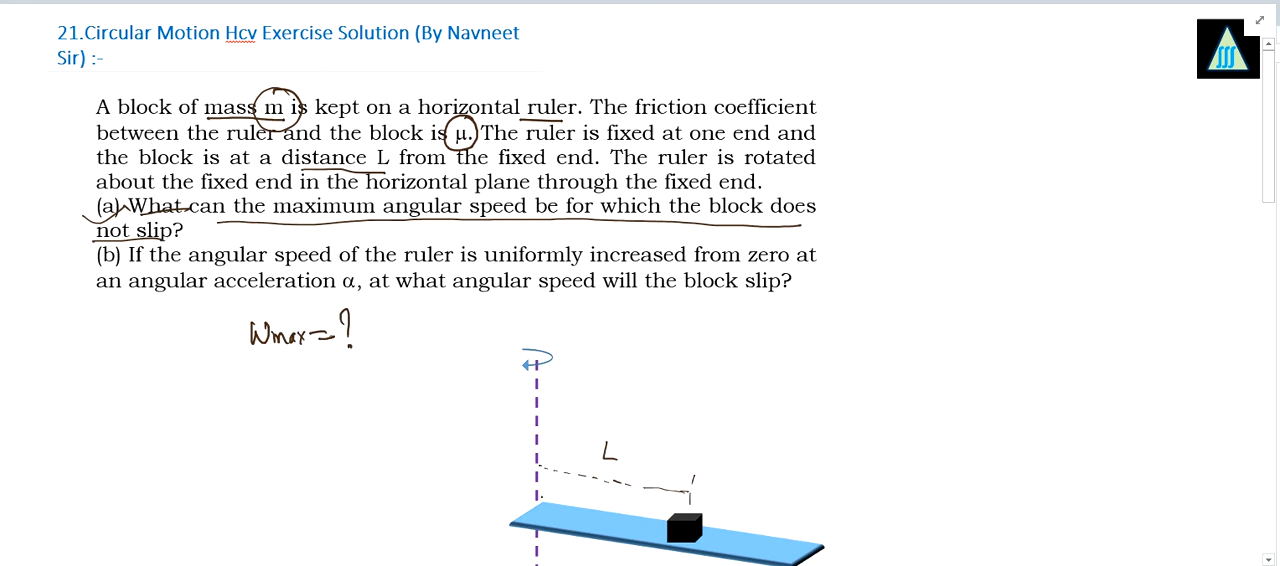 21.Circular Motion Hcv Exercise Solution (By Navneet
Sir) :-
A block of mass m is kept on a horizontal ruler. The friction coefficient
between the ruler and the block is μ. The ruler is fixed at one end and
the block is at a distance L from the fixed end. The ruler is rotated
about the fixed end in the horizontal plane through the fixed end.
(a) What can the maximum angular speed be for which the block does
not slip?
(b) If the angular speed of the ruler is uniformly increased from zero at
an angular acceleration α, at what angular speed will the block slip?
Wmax=?
L